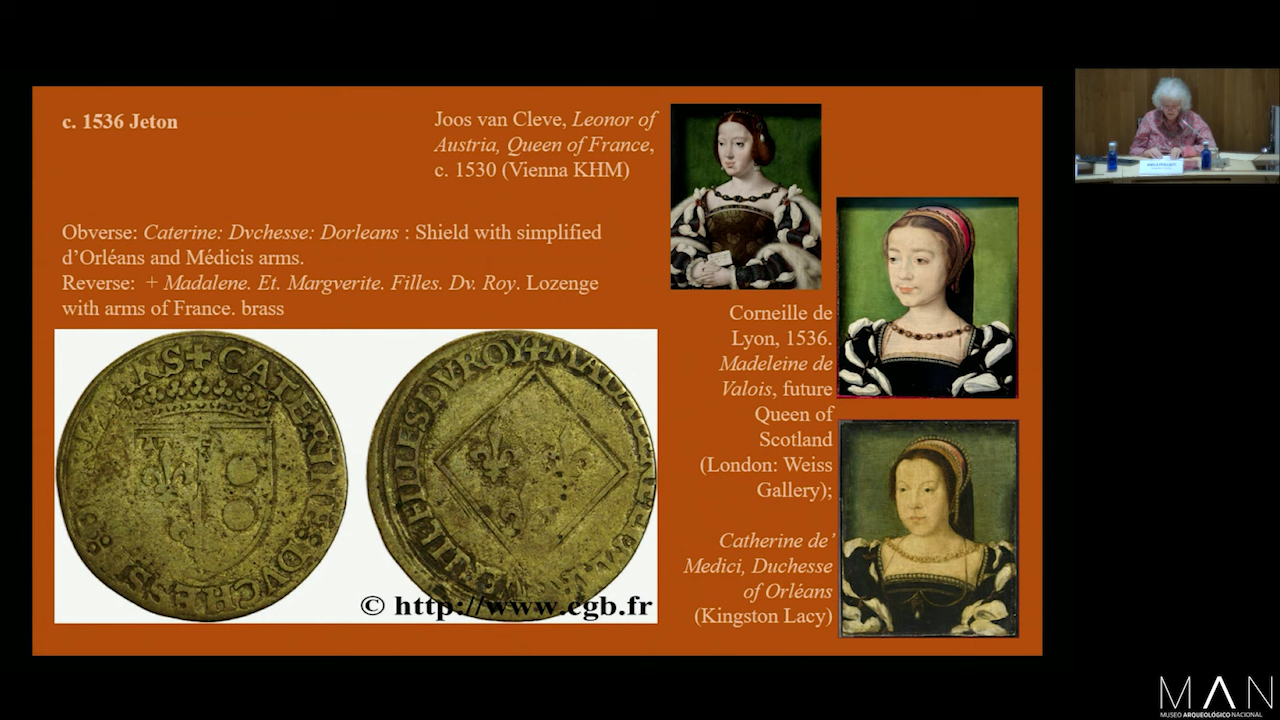 c. 1536 Jeton
Joos van Cleve, Leonor of
Austria, Queen of France,
c. 1530 (Vienna KHM)
Obverse: Caterine: Dvchesse: Dorleans : Shield with simplified
d’Orléans and Médicis arms.
Reverse:  + Madalene. Et. Margverite. Filles. Dv. Roy. Lozenge
with arms of France. brass
© http://www.cgb.fr
Corneille de
Lyon, 1536.
Madeleine de
Valois, future
Queen of
Scotland
(London: Weiss
Gallery);
Catherine de’
Medici, Duchesse
of Orléans
(Kingston Lacy)
MAN
MUSEO ARQUEOLÓGICO NACIONAL